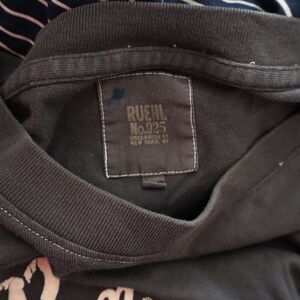 RUEHL
No.925
GREENWICH ST
NEW YORK, NY